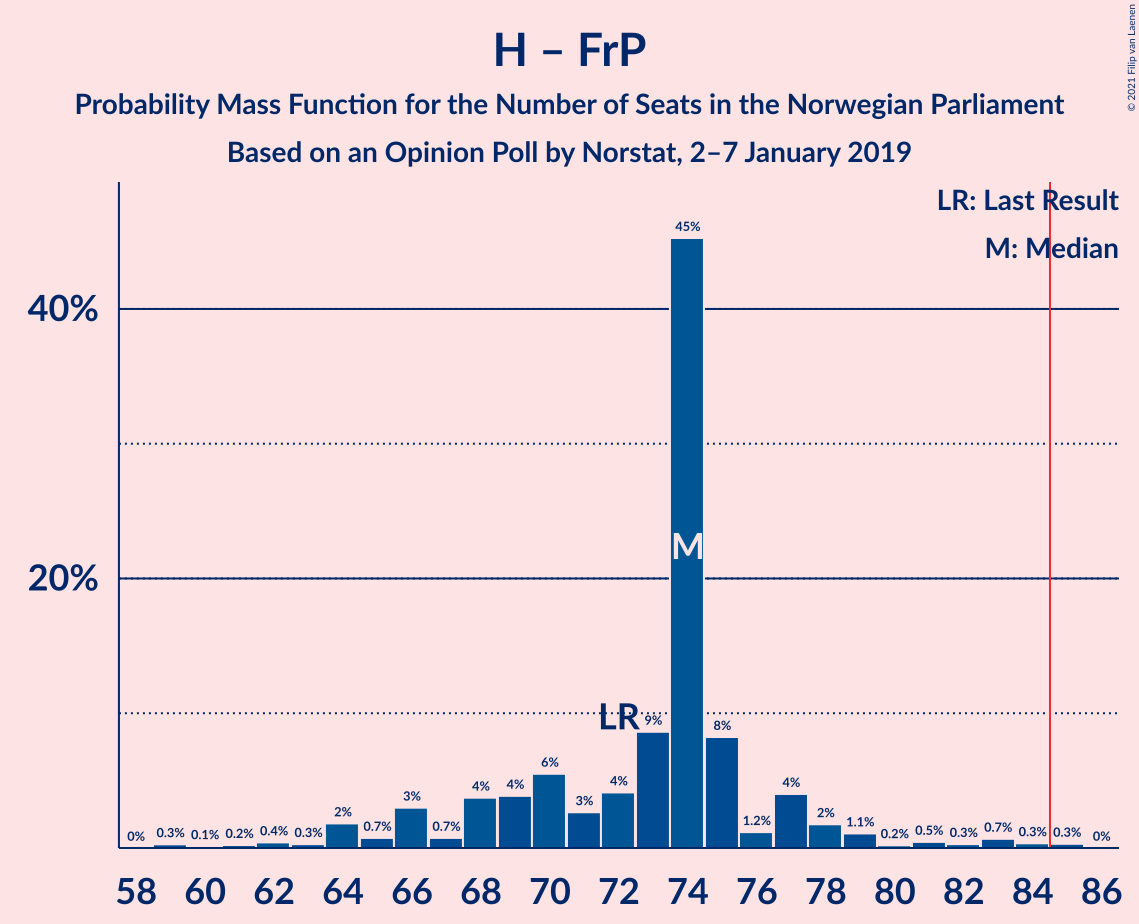 H – FrP
Probability Mass Function for the Number of Seats in the Norwegian Parliament
Based on an Opinion Poll by Norstat, 2–7 January 2019
© 2021 Filip van Laenen
LR: Last Result
M: Median
40%
20%
LR
M
0% 0.3% 0.1% 0.2% 0.4% 0.3% 2% 0.7% 3% 0.7% 4% 4% 6% 3% 4% 9% 45% 8% 1.2% 4% 2% 1.1% 0.2% 0.5% 0.3% 0.7% 0.3% 0.3% 0%
58 60 62 64 66 68 70 72 74 76 78 80 82 84 86